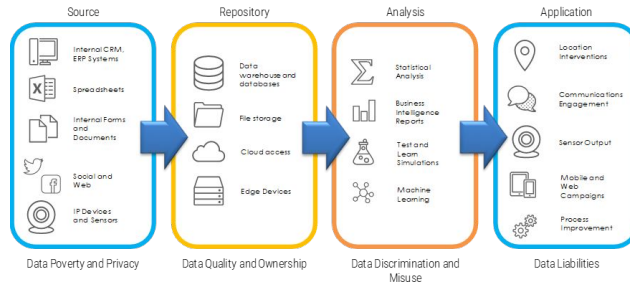 Source
Internal CRM,
ERP Systems
Spreadsheets
Internal Forms
and
Documents
Social and
Web
IP Devices
and Sensors
Data Poverty and Privacy
Repository
Data
warehouse and
databases
File storage
Cloud access
Edge Devices
Data Quality and Ownership
Analysis
Statistical
Analysis
Business
Intelligence
Reports
Test and
Learn
Simulations
Machine
Learning
Data Discrimination and
Misuse
Application
Location
Interventions
Communications
Engagement
Sensor Output
Mobile and
Web
Campaigns
Process
Improvement
Data Liabilities